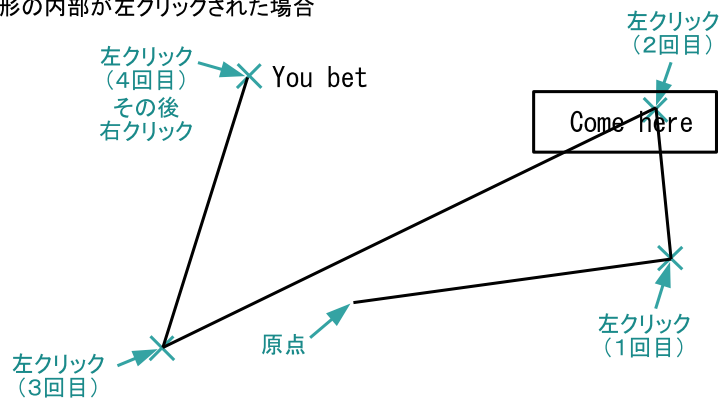 形の内部が左クリックされた場合
左クリック
（2回目）
左クリック
（4回目）
その後
右クリック
You bet
Come here
原点
左クリック
（1回目）
左クリック
（3回目）